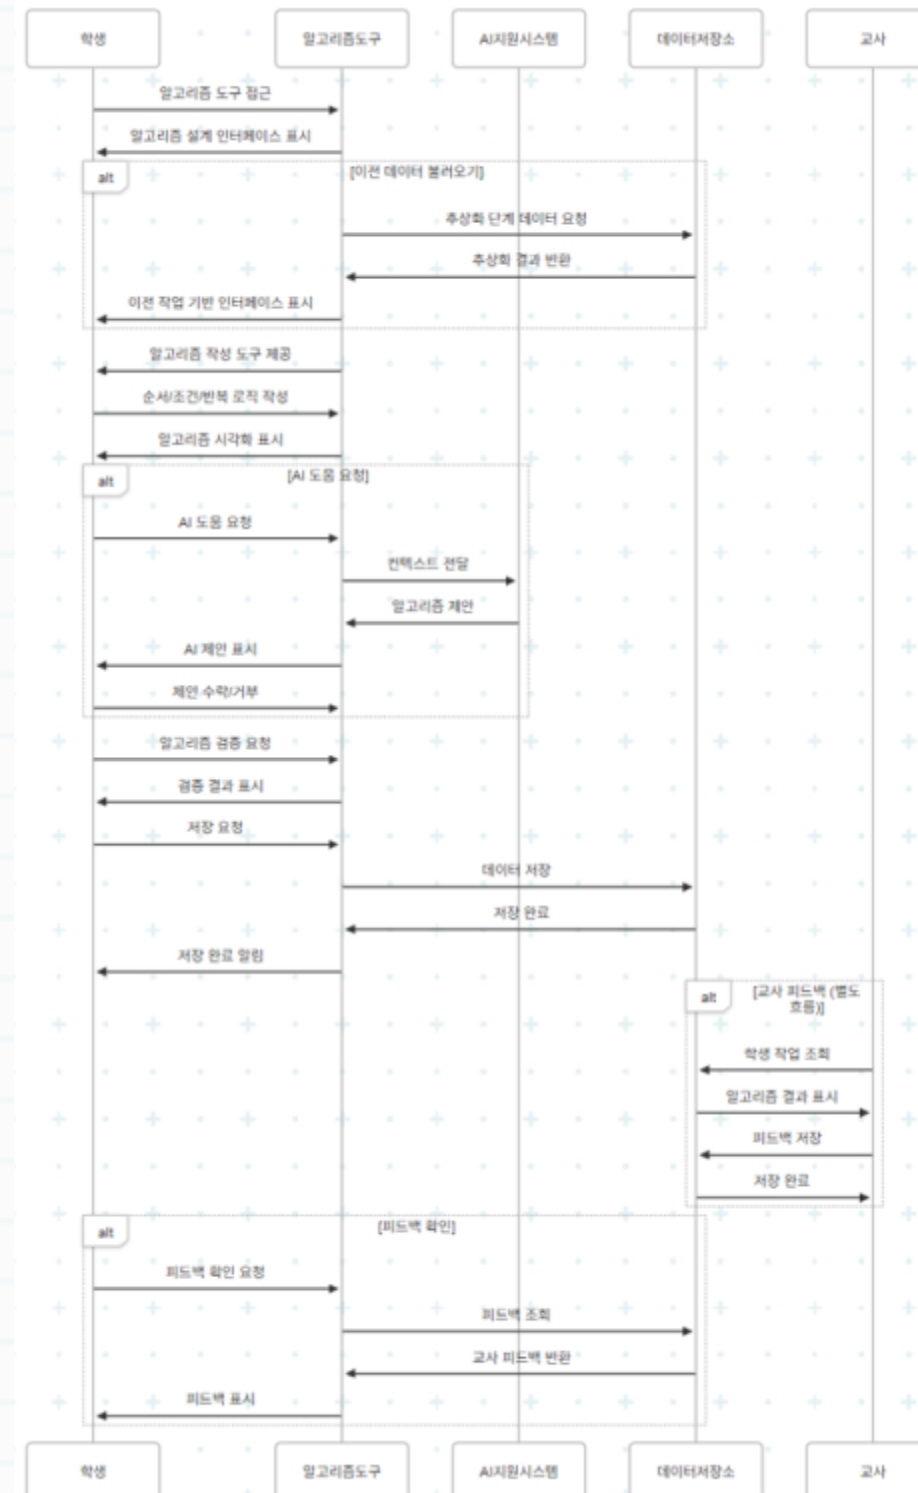 학생
알고리즘도구
AI지원시스템
데이터저장소
교사
알고리즘 도구 접근
알고리즘 설계 인터페이스 표시
alt
[이전 데이터 불러오기]
추상화 단계 데이터 요청
추상화 결과 반환
이전 작업 기반 인터페이스 표시
알고리즘 작성 도구 제공
순서/조건/반복 로직 작성
알고리즘 시각화 표시
alt
[AI 도움 요청]
AI 도움 요청
컨텍스트 전달
알고리즘 제안
AI 제안 표시
제안 수락/거부
알고리즘 검증 요청
검증 결과 표시
저장 요청
데이터 저장
저장 완료
저장 완료 알림
alt
[교사 피드백 (별도
흐름)]
학생 작업 조회
알고리즘 결과 표시
피드백 저장
저장 완료
alt
[피드백 확인]
피드백 확인 요청
피드백 조회
교사 피드백 반환
피드백 표시
학생
알고리즘도구
AI지원시스템
데이터저장소
교사